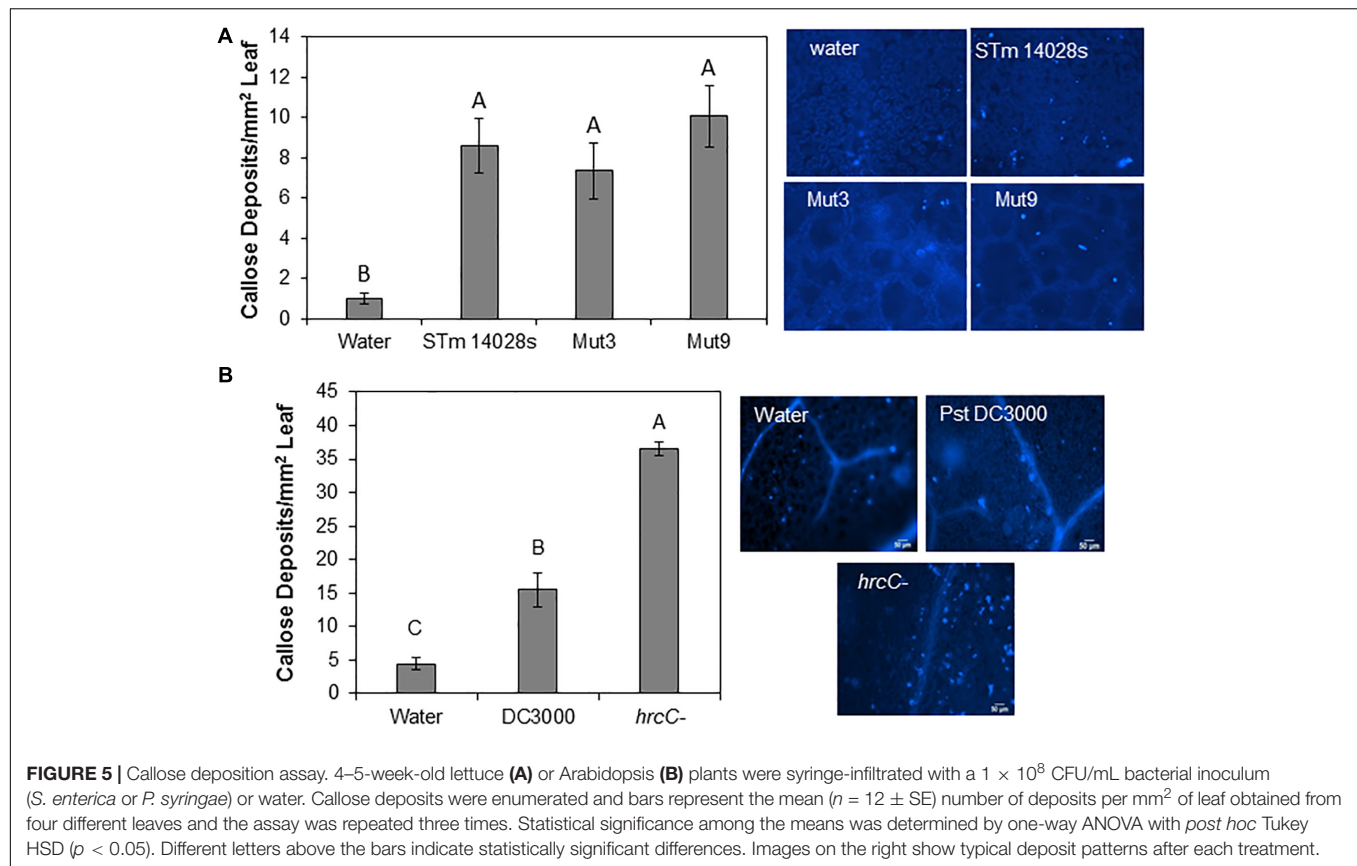 A
Callose Deposits/mm² Leaf
14
12
10
8
6
4
2
0
B
A
A
A
Water
STm 14028s
Mut3
Mut9
water
STm 14028s
Mut3
Mut9
B
Callose Deposits/mm² Leaf
45
40
35
30
25
20
15
10
5
0
C
B
A
Water
DC3000
hrcC-
Water
50 µm
Pst DC3000
50 µm
hrcC-
50 µm
FIGURE 5 | Callose deposition assay. 4–5-week-old lettuce (A) or Arabidopsis (B) plants were syringe-infiltrated with a 1 × 10⁸ CFU/mL bacterial inoculum
(S. enterica or P. syringae) or water. Callose deposits were enumerated and bars represent the mean (n = 12 ± SE) number of deposits per mm² of leaf obtained from
four different leaves and the assay was repeated three times. Statistical significance among the means was determined by one-way ANOVA with post hoc Tukey
HSD (p < 0.05). Different letters above the bars indicate statistically significant differences. Images on the right show typical deposit patterns after each treatment.